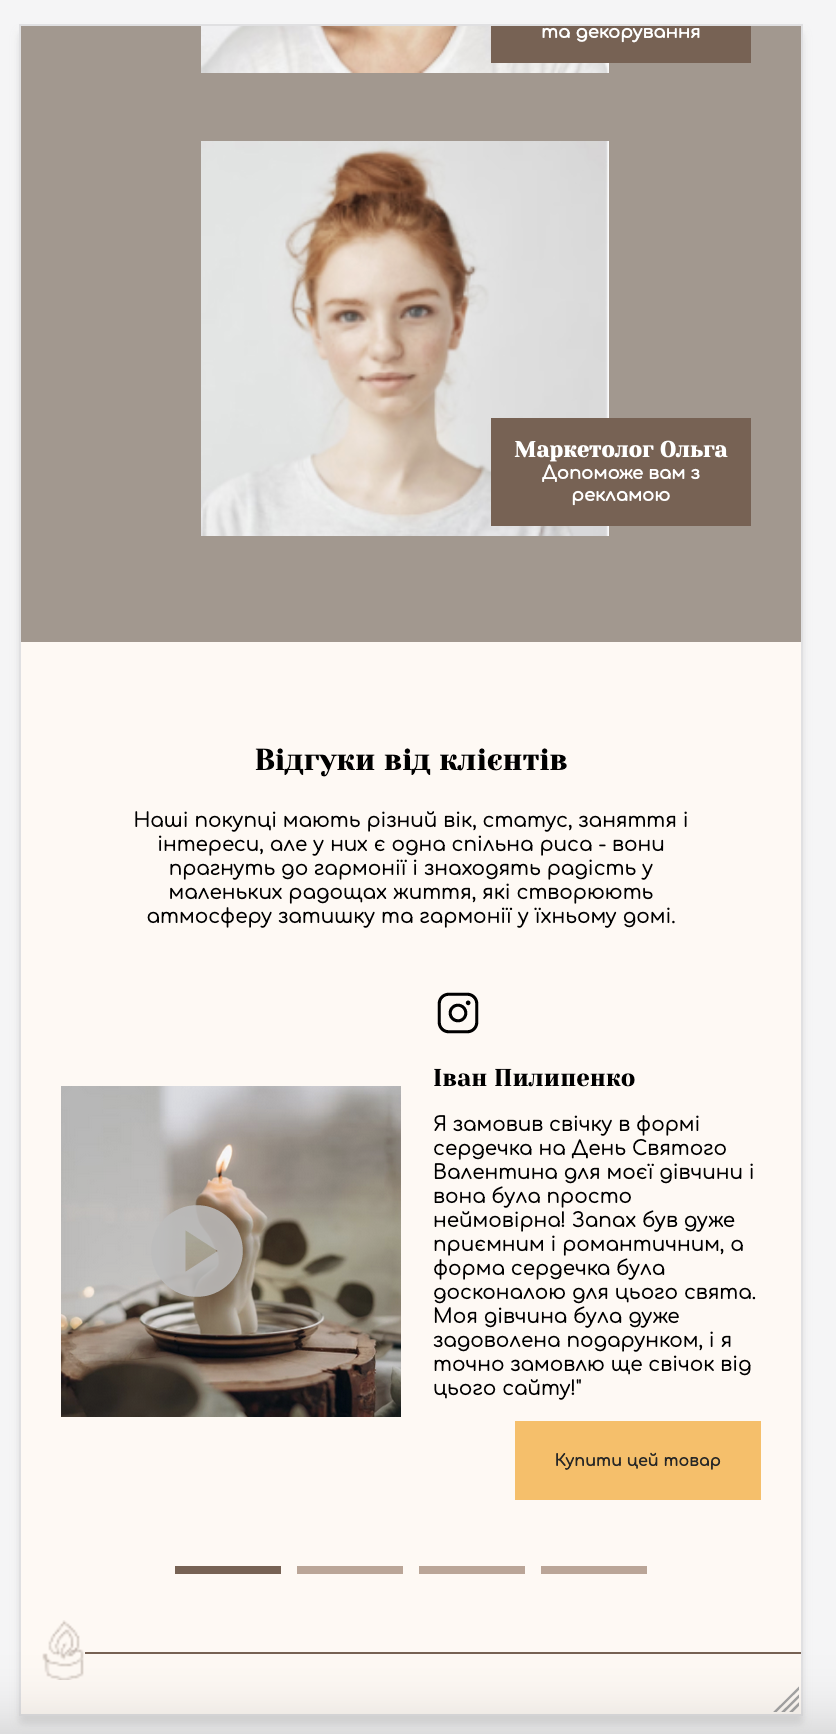 та декорування
Маркетолог Ольга
Допоможе вам з
рекламою
Відгуки від клієнтів
Наші покупці мають різний вік, статус, заняття і
інтереси, але у них є одна спільна риса - вони
прагнуть до гармонії і знаходять радість у
маленьких радощах життя, які створюють
атмосферу затишку та гармонії у їхньому домі.
Іван Пилипенко
Я замовив свічку в формі
сердечка на День Святого
Валентина для моєї дівчини і
вона була просто
неймовірна! Запах був дуже
приємним і романтичним, а
форма сердечка була
досконалою для цього свята.
Моя дівчина була дуже
задоволена подарунком, і я
точно замовлю ще свічок від
цього сайту!"
Купити цей товар